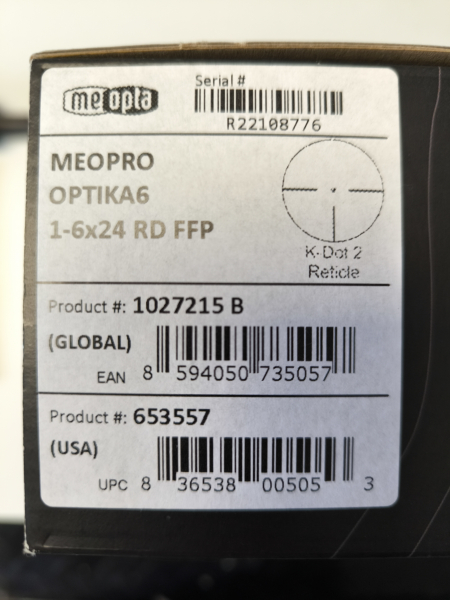 meopta
Serial #
R22108776
MEOPRO
OPTIKA6
1-6x24 RD FFP
K-Dot 2
Reticle
Product #: 1027215 B
(GLOBAL)
EAN 8 594050 735057
Product #: 653557
(USA)
UPC 8 36538 00505 3